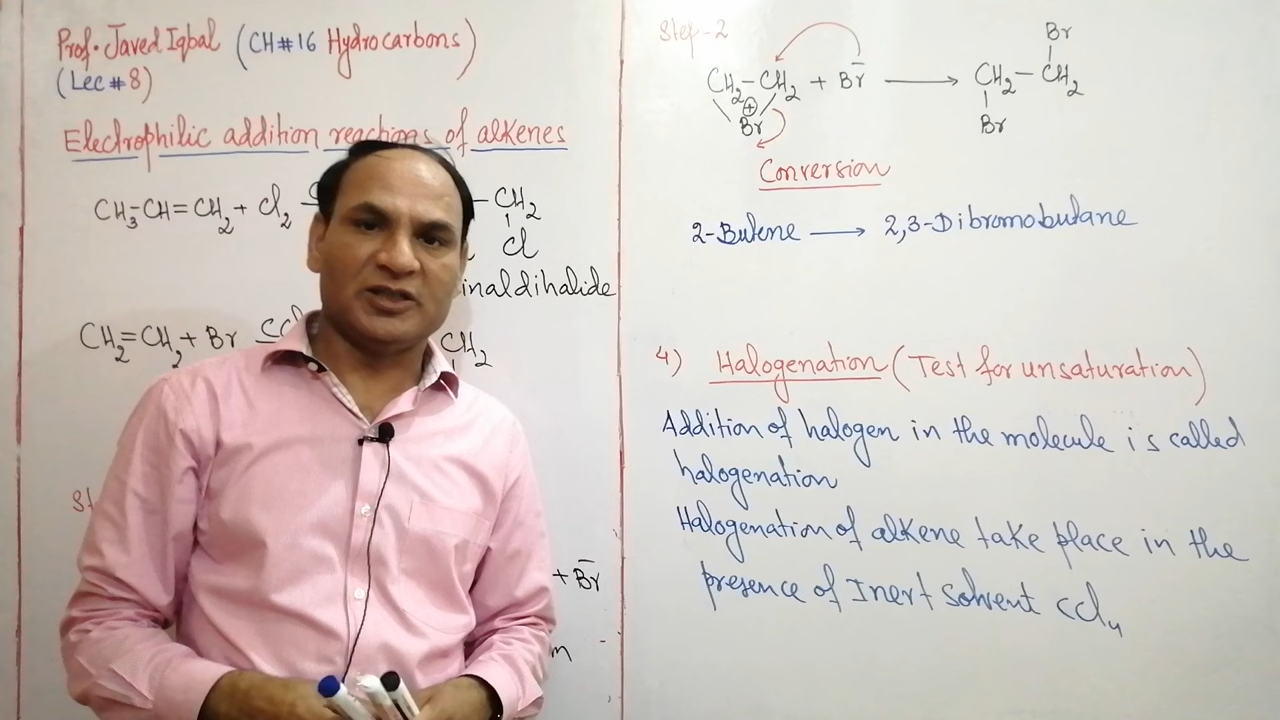 Prof. Javed Iqbal (CH#16 Hydrocarbons)
(Lec#8)
Electrophilic addition reactions of alkenes
CH3-CH=CH2 + Cl2
- CH2
Cl
inaldihalide
CH2=CH2 + Br CCl
CH2
St
+ Br-
m -
Step-2
Br
CH2-CH2 + Br- ⟶ CH2-CH2
⊕
Br
Br
Conversion
2-Butene ⟶ 2,3-Dibromobutane
4) Halogenation (Test for unsaturation)
Addition of halogen in the molecule is called
halogenation
Halogenation of alkene take place in the
presence of Inert Solvent CCl4